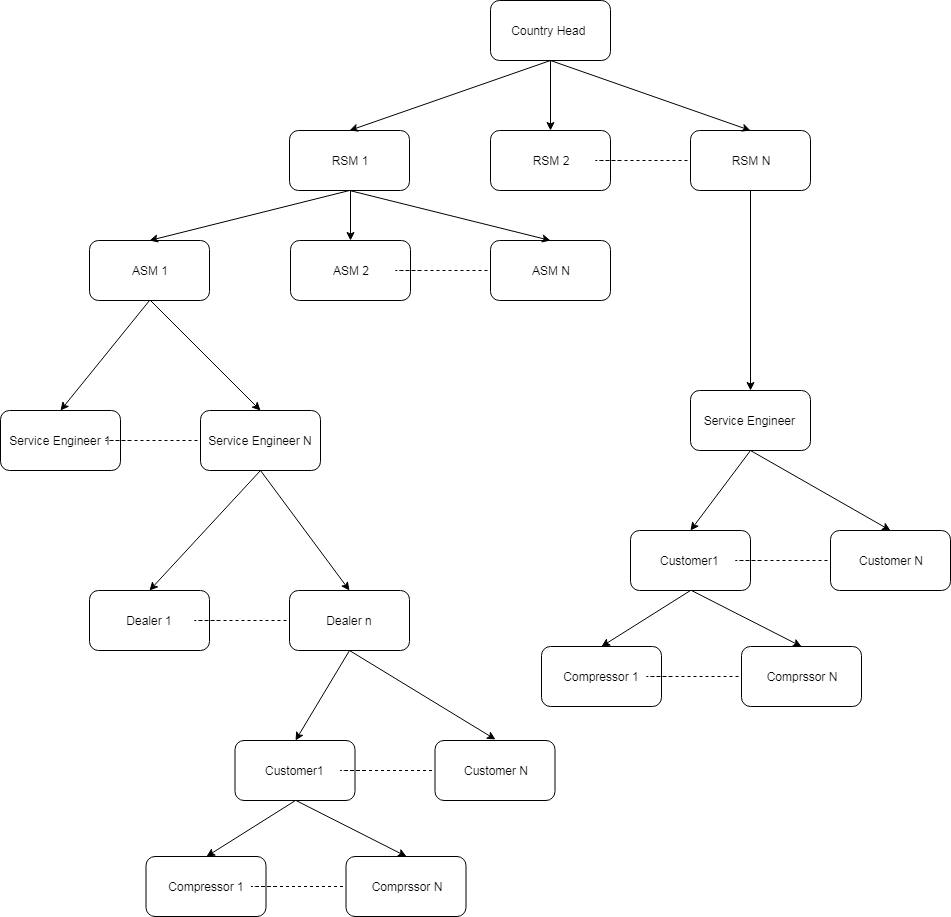 Country Head
RSM 1
RSM 2
RSM N
ASM 1
ASM 2
ASM N
Service Engineer 1
Service Engineer N
Service Engineer
Customer1
Customer N
Dealer 1
Dealer n
Compressor 1
Comprssor N
Customer1
Customer N
Compressor 1
Comprssor N